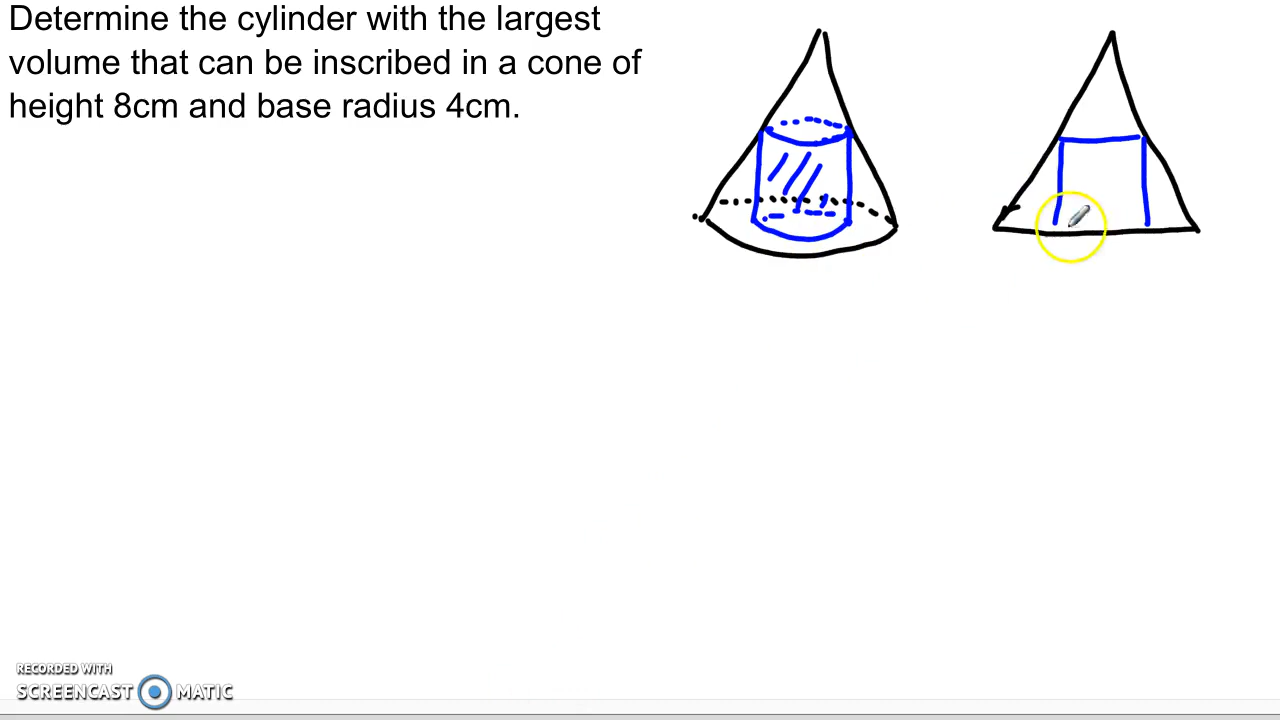 Determine the cylinder with the largest
volume that can be inscribed in a cone of
height 8cm and base radius 4cm.
RECORDED WITH
SCREENCAST MATIC